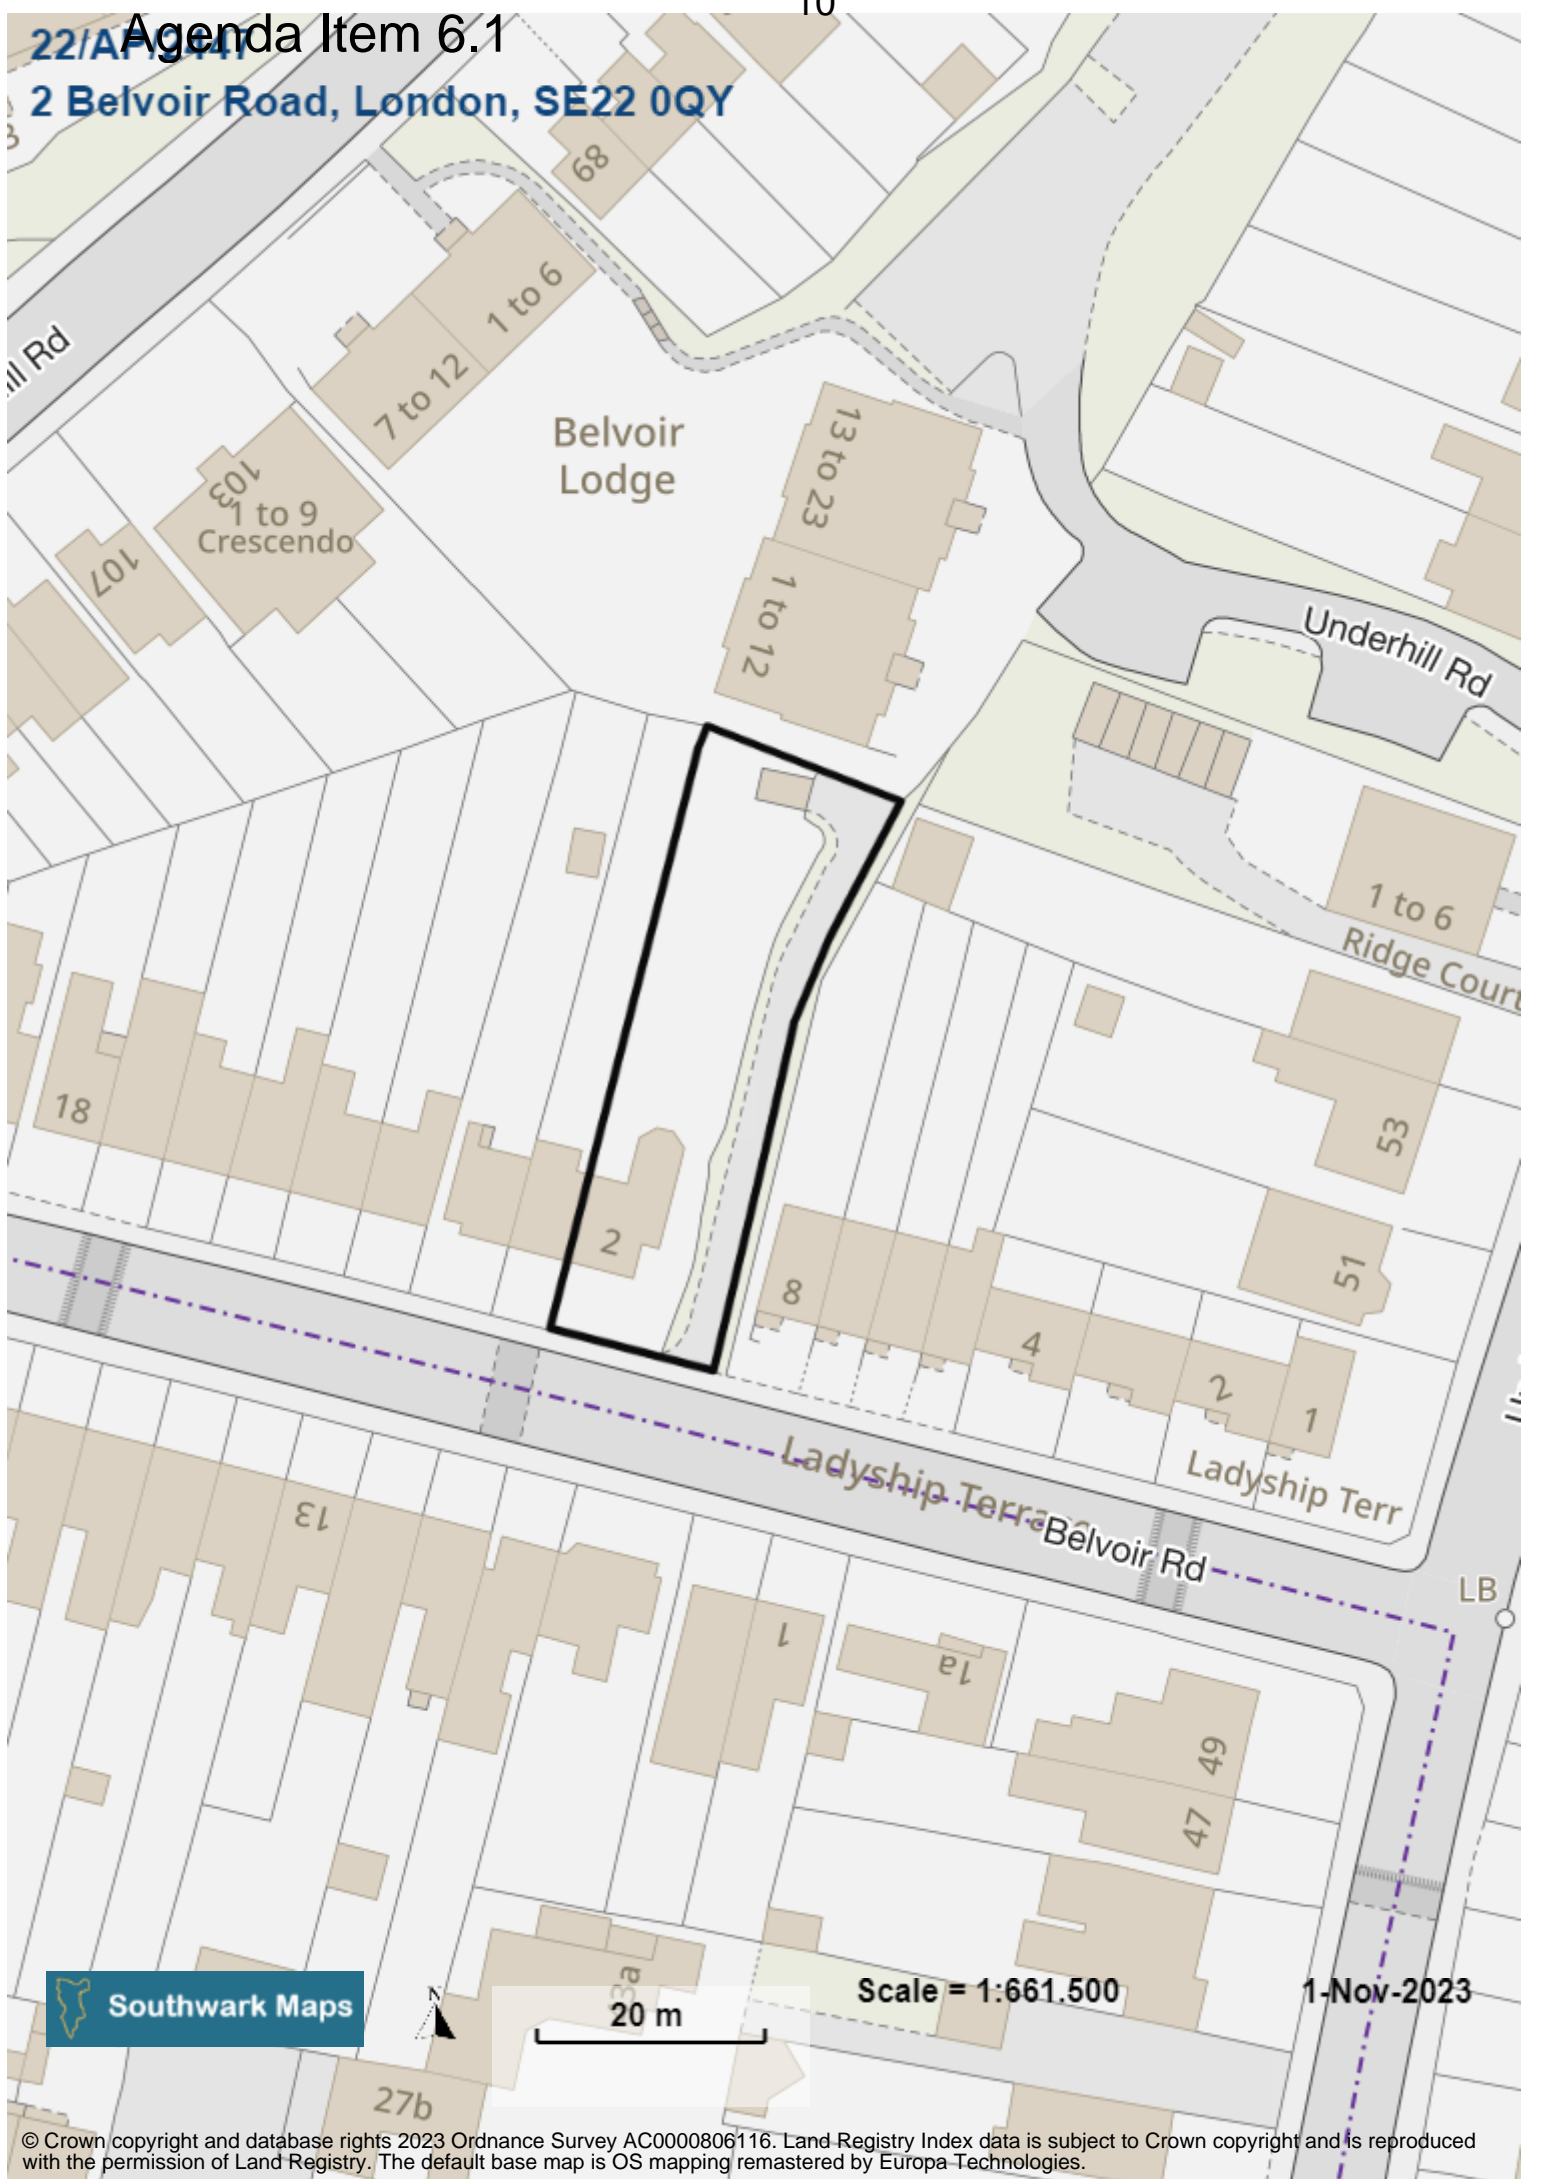 10
Agenda Item 6.1
2 Belvoir Road, London, SE22 0QY
68
1 to 6
7 to 12
Belvoir
Lodge
13 to 23
103
1 to 9
Crescendo
107
1 to 12
Underhill Rd
1 to 6
Ridge Court
18
53
2
51
8
4
2
1
Ladyship Terr
Belvoir Rd
LB
13
1
1a
49
47
3a
Southwark Maps
N
20 m
Scale = 1:661.500
1-Nov-2023
27b
© Crown copyright and database rights 2023 Ordnance Survey AC0000806116. Land Registry Index data is subject to Crown copyright and is reproduced
with the permission of Land Registry. The default base map is OS mapping remastered by Europa Technologies.